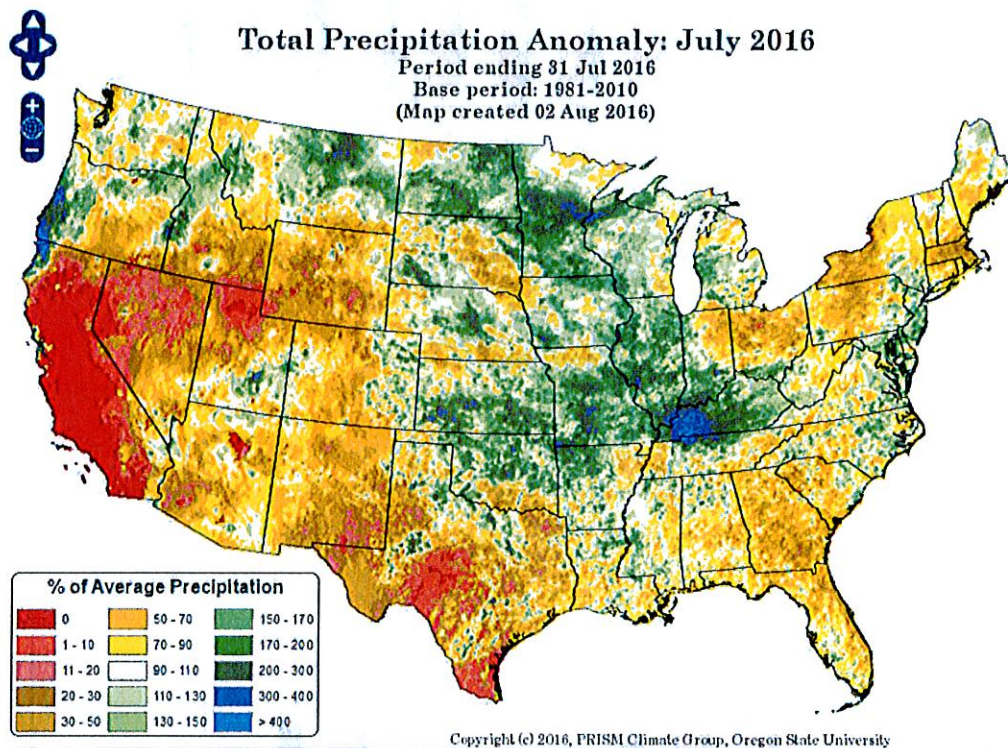 Total Precipitation Anomaly: July 2016
Period ending 31 Jul 2016
Base period: 1981-2010
(Map created 02 Aug 2016)
% of Average Precipitation
0
1 - 10
11 - 20
20 - 30
30 - 50
50 - 70
70 - 90
90 - 110
110 - 130
130 - 150
150 - 170
170 - 200
200 - 300
300 - 400
> 400
Copyright (c) 2016, PRISM Climate Group, Oregon State University